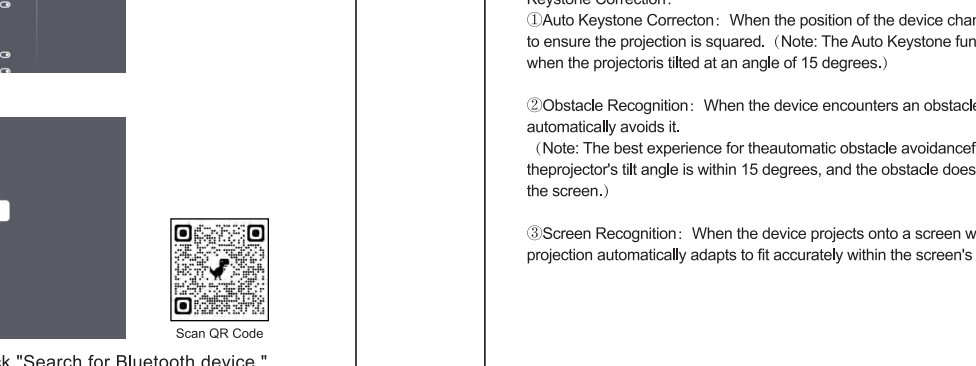 Scan QR Code
"Search for Bluetooth device."
Keystone Correction:
①Auto Keystone Correcton: When the position of the device
to ensure the projection is squared.（Note: The Auto Keystone
when the projectoris tilted at an angle of 15 degrees.）
②Obstacle Recognition: When the device encounters an
automatically avoids it.
（Note: The best experience for theautomatic obstacle
theprojector's tilt angle is within 15 degrees, and the obstacle does
the screen.）
③Screen Recognition: When the device projects onto a screen
projection automatically adapts to fit accurately within the screen's